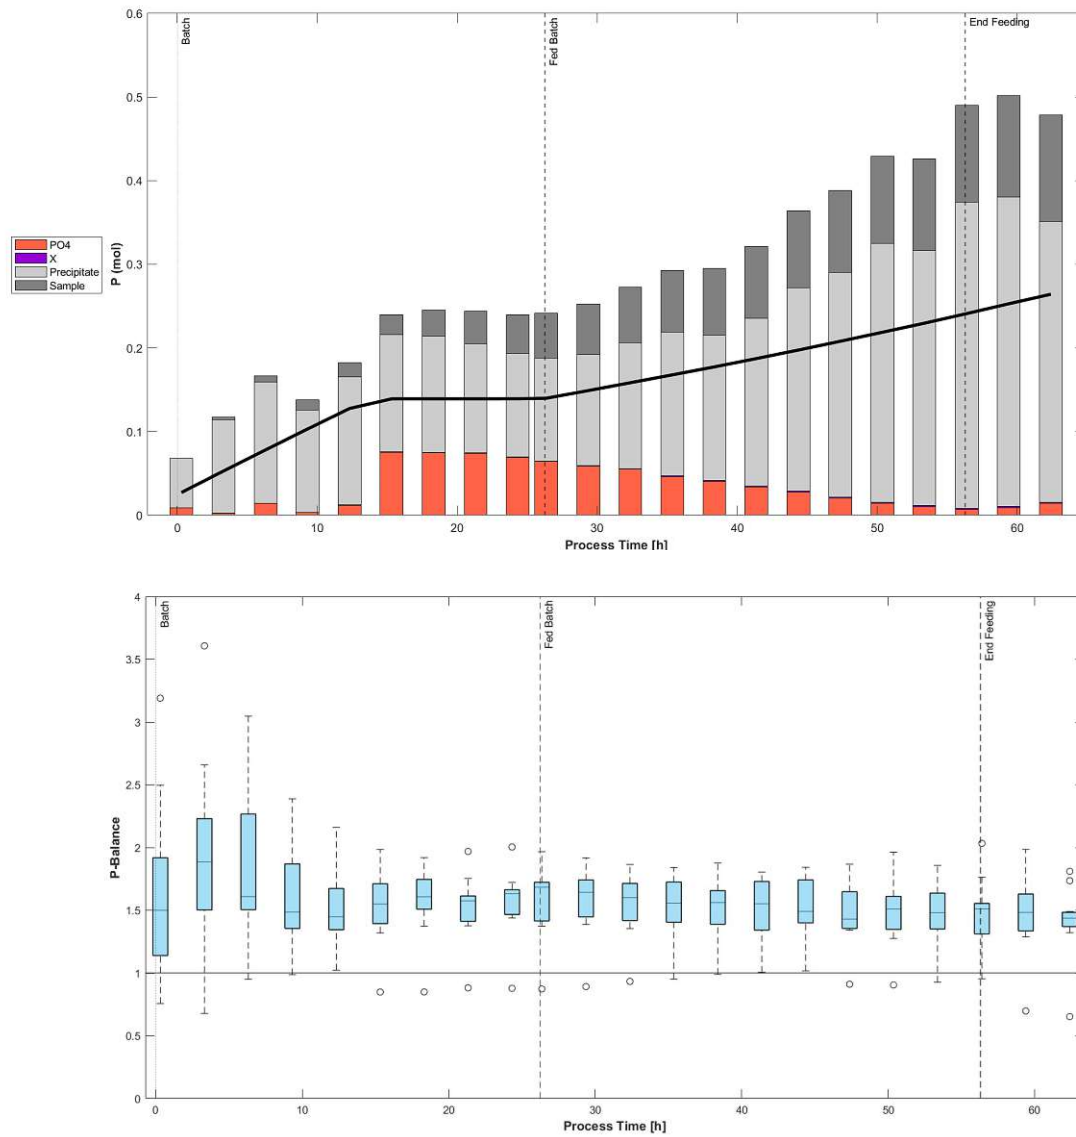 0.6
0.5
0.4
0.3
0.2
0.1
0
P (mol)
Batch
Fed Batch
End Feeding
PO4
X
Precipitate
Sample
0 10 20 30 40 50 60
Process Time [h]
4
3.5
3
2.5
2
1.5
1
0.5
0
P-Balance
Batch
Fed Batch
End Feeding
0 10 20 30 40 50 60
Process Time [h]